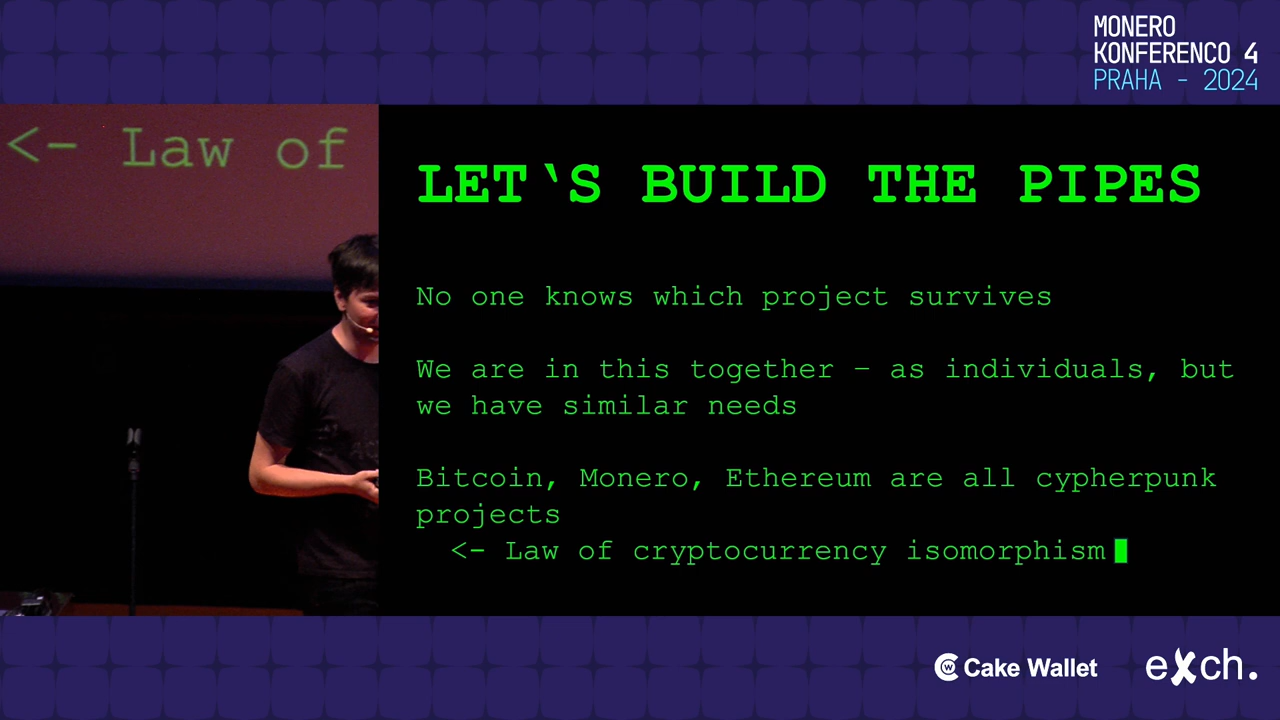 MONERO
KONFERENCO 4
PRAHA - 2024
<- Law of
LET`S BUILD THE PIPES
No one knows which project survives
We are in this together – as individuals, but
we have similar needs
Bitcoin, Monero, Ethereum are all cypherpunk
projects
<- Law of cryptocurrency isomorphism
Cake Wallet
eXch.